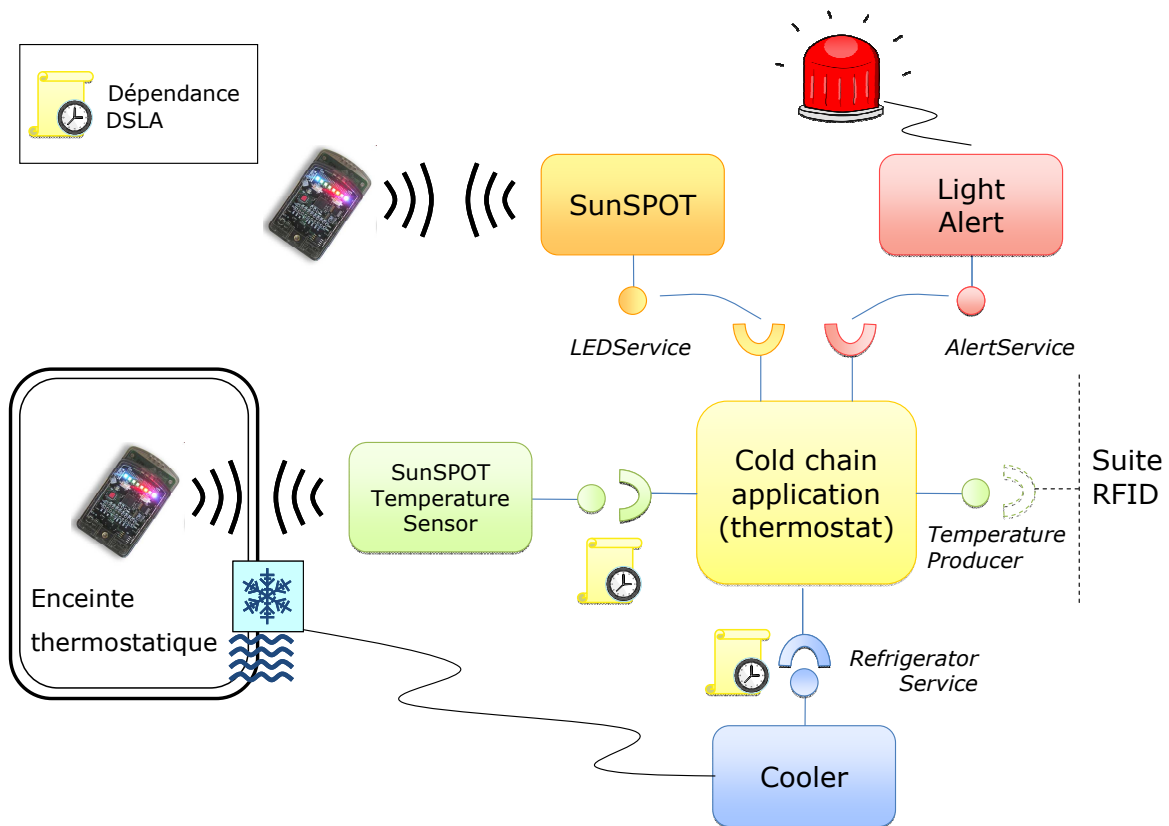 Dépendance
DSLA
SunSPOT
Light
Alert
LEDService
AlertService
SunSPOT
Temperature
Sensor
Cold chain
application
(thermostat)
Suite
RFID
Temperature
Producer
Enceinte
thermostatique
Refrigerator
Service
Cooler